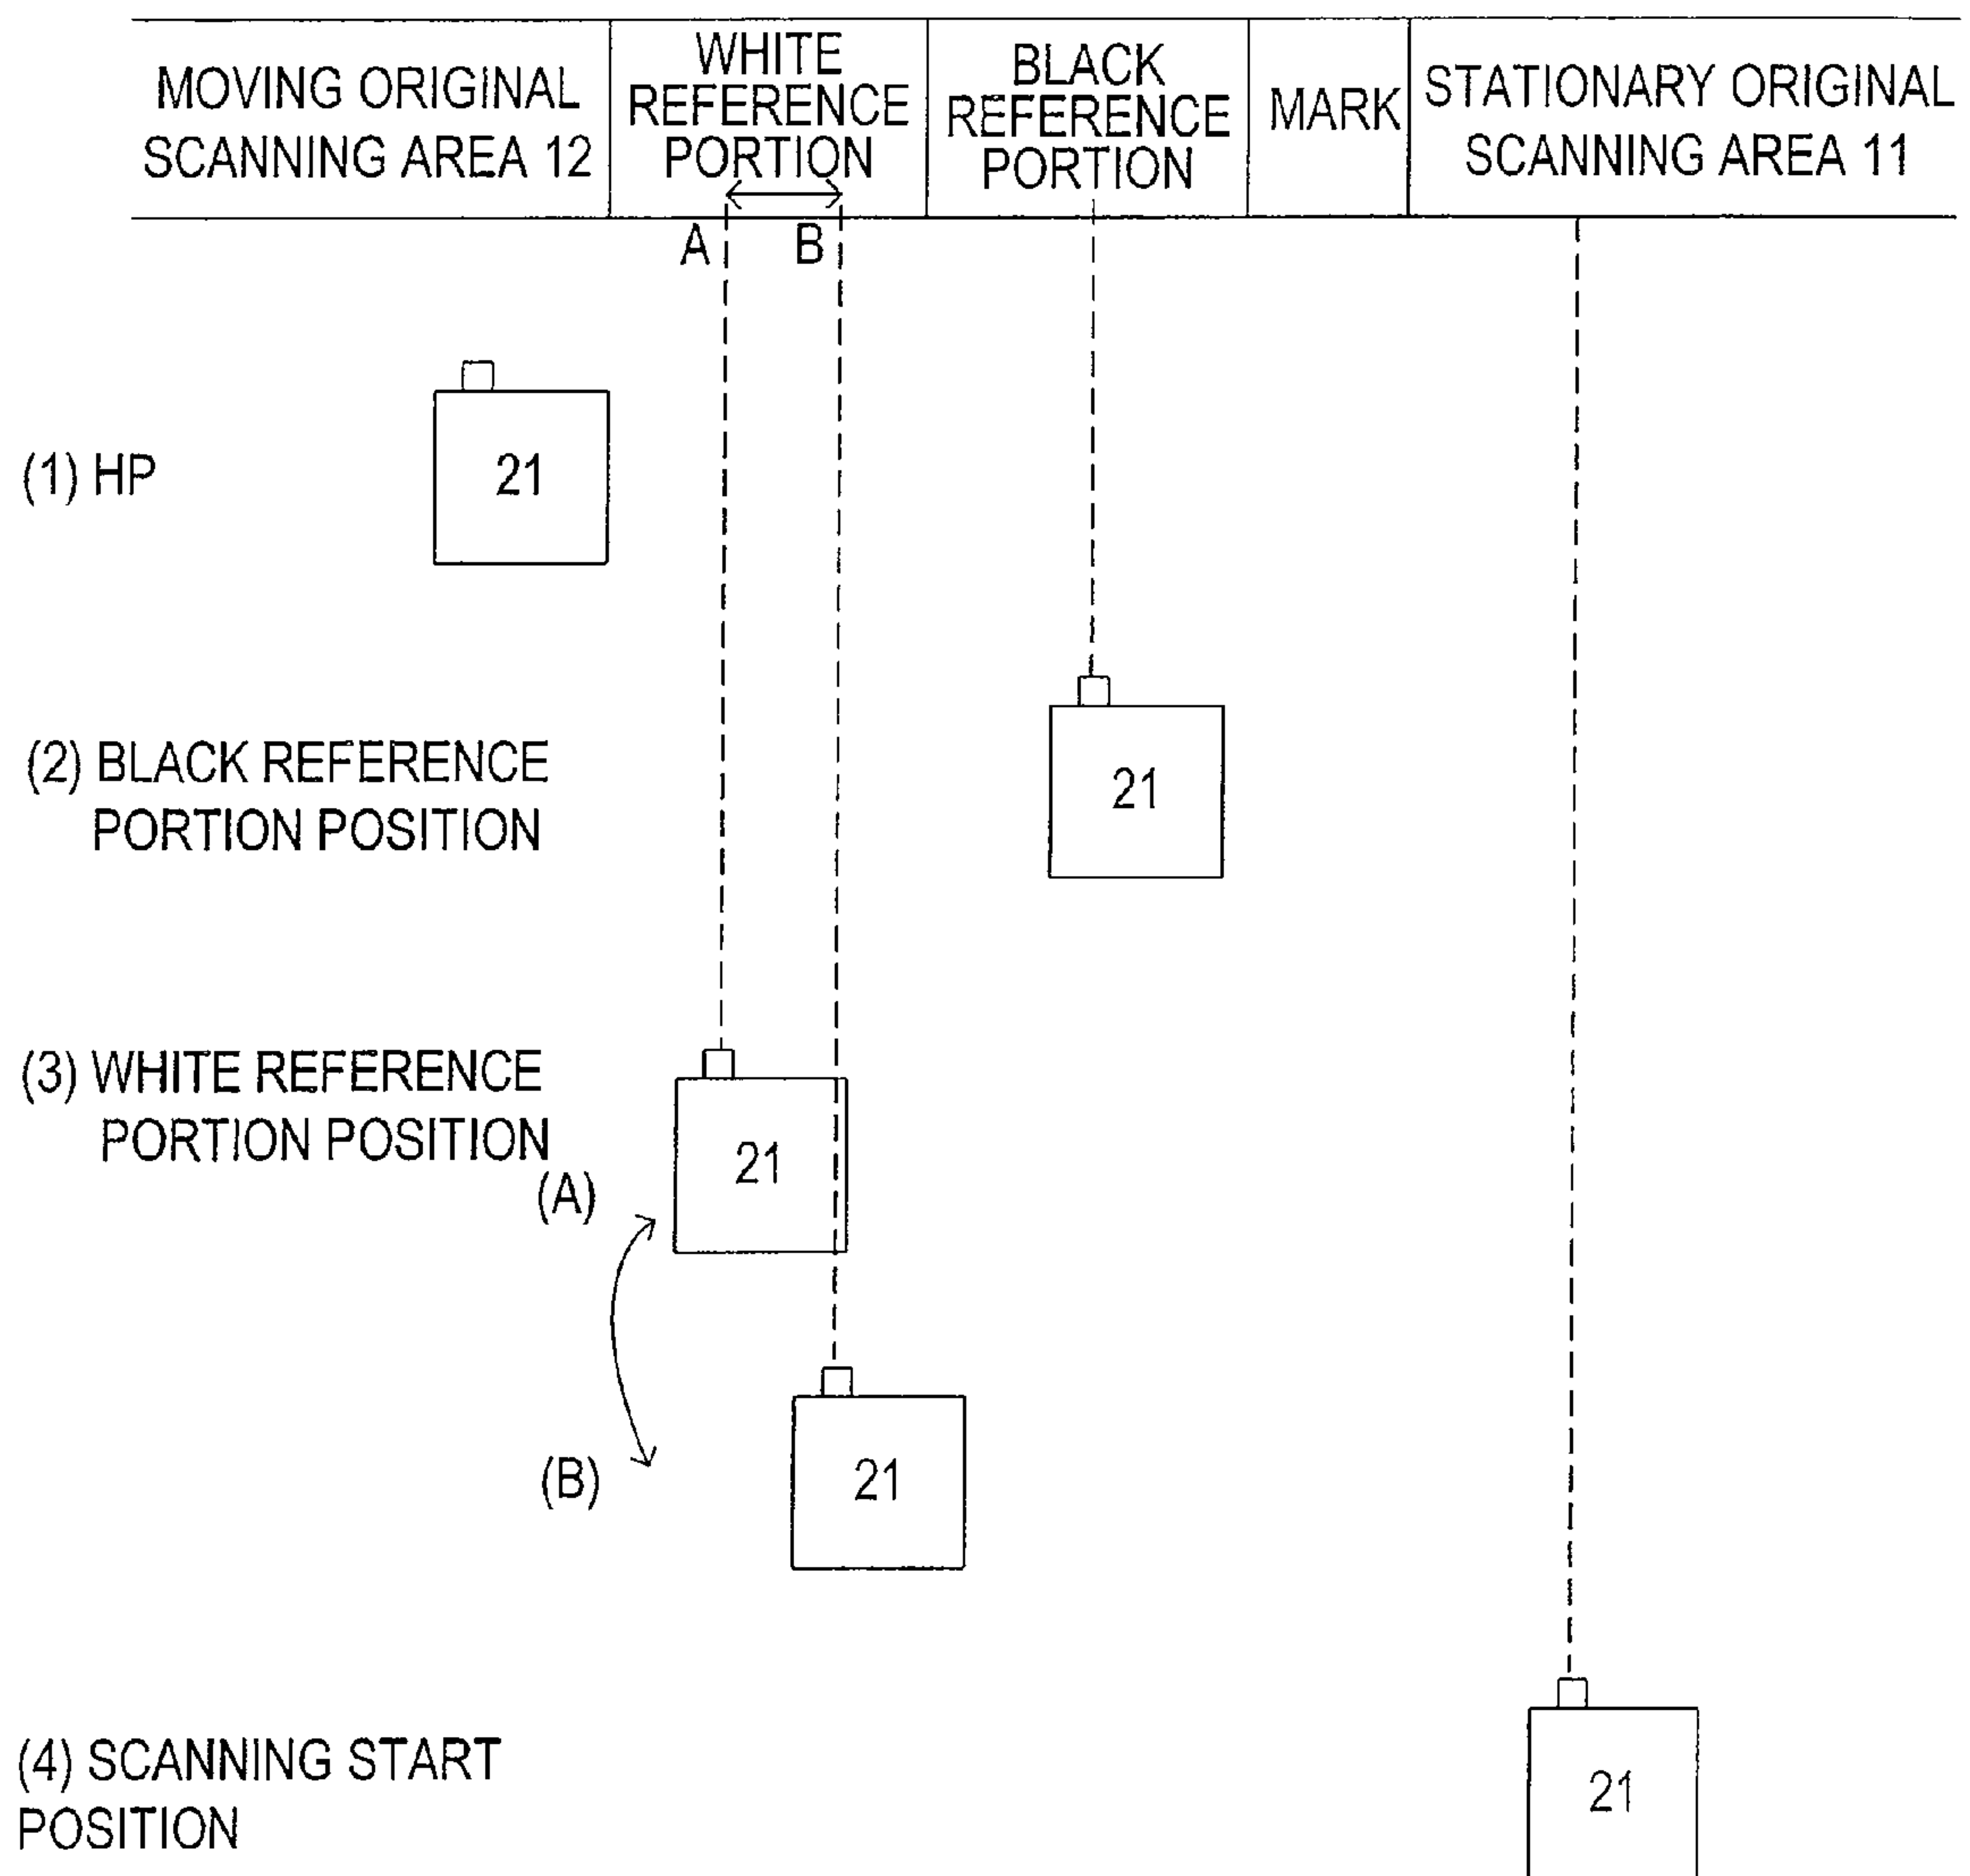 MOVING ORIGINAL
SCANNING AREA 12
WHITE
REFERENCE
PORTION
BLACK
REFERENCE
PORTION
MARK
STATIONARY ORIGINAL
SCANNING AREA 11
A
B
(1) HP
21
(2) BLACK REFERENCE
PORTION POSITION
21
(3) WHITE REFERENCE
PORTION POSITION
(A)
21
(B)
21
(4) SCANNING START
POSITION
21